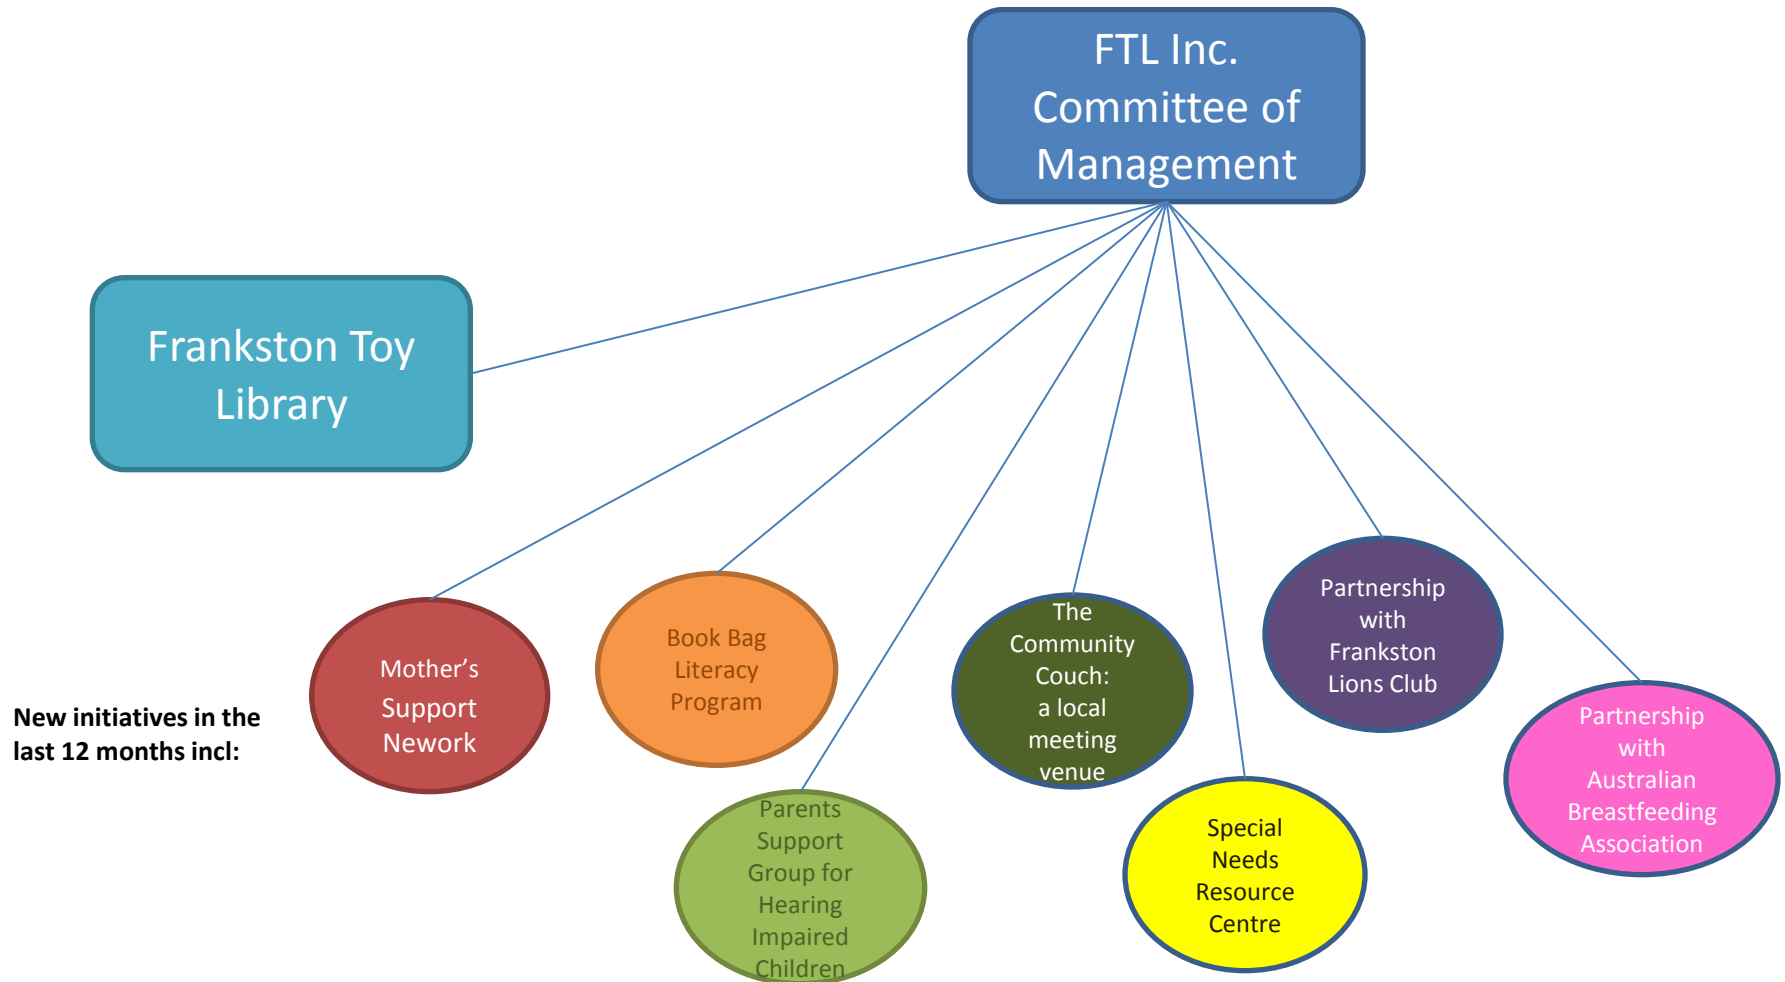 FTL Inc.
Committee of
Management
Frankston Toy
Library
New initiatives in the
last 12 months incl:
Mother’s
Support
Nework
Book Bag
Literacy
Program
Parents
Support
Group for
Hearing
Impaired
Children
The
Community
Couch:
a local
meeting
venue
Special
Needs
Resource
Centre
Partnership
with
Frankston
Lions Club
Partnership
with
Australian
Breastfeeding
Association